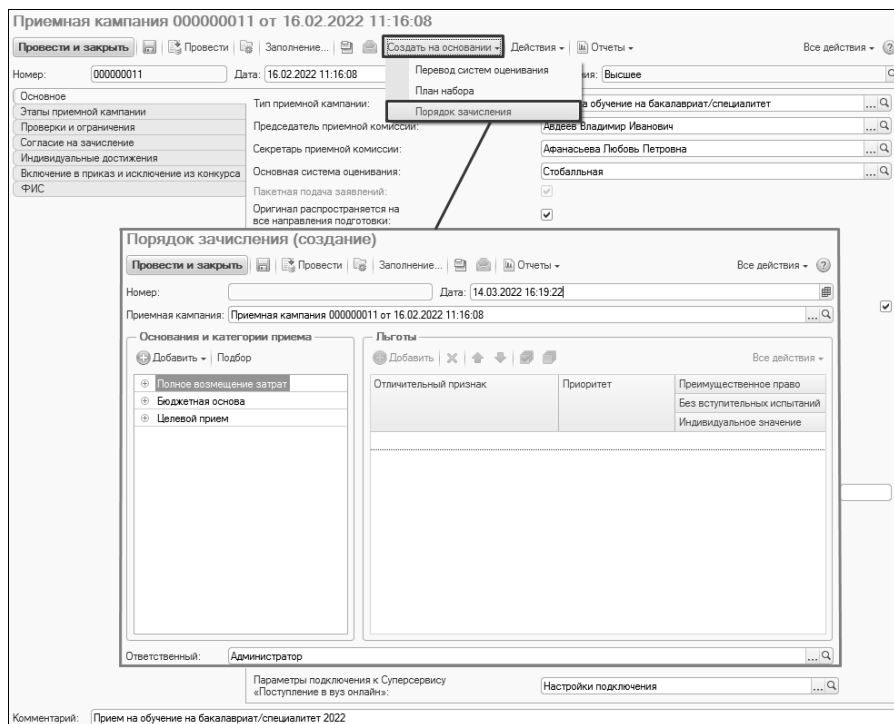 Приемная кампания 000000011 от 16.02.2022 11:16:08
Провести и закрыть Провести Заполнение... Создать на основании Действия Отчеты Все действия
Номер: 000000011 Дата: 16.02.2022 11:16:08 ия: Высшее
Перевод систем оценивания
План набора
Порядок зачисления
Основное
Этапы приемной кампании
Проверки и ограничения
Согласие на зачисление
Индивидуальные достижения
Включение в приказ и исключение из конкурса
ФИС
Тип приемной кампании: на обучение на бакалавриат/специалитет
Председатель приемной комиссии: Авдеев Владимир Иванович
Секретарь приемной комиссии: Афанасьева Любовь Петровна
Основная система оценивания: Стобалльная
Пакетная подача заявлений:
Оригинал распространяется на
все направления подготовки:
Порядок зачисления (создание)
Провести и закрыть Провести Заполнение... Отчеты Все действия
Номер: Дата: 14.03.2022 16:19:22
Приемная кампания: Приемная кампания 000000011 от 16.02.2022 11:16:08
Основания и категории приема
Добавить Подбор
Полное возмещение затрат
Бюджетная основа
Целевой прием
Льготы
Добавить Все действия
Отличительный признак Приоритет Преимущественное право
Без вступительных испытаний
Индивидуальное значение
Ответственный: Администратор
Параметры подключения к Суперсервису
«Поступление в вуз онлайн»: Настройки подключения
Комментарий: Прием на обучение на бакалавриат/специалитет 2022